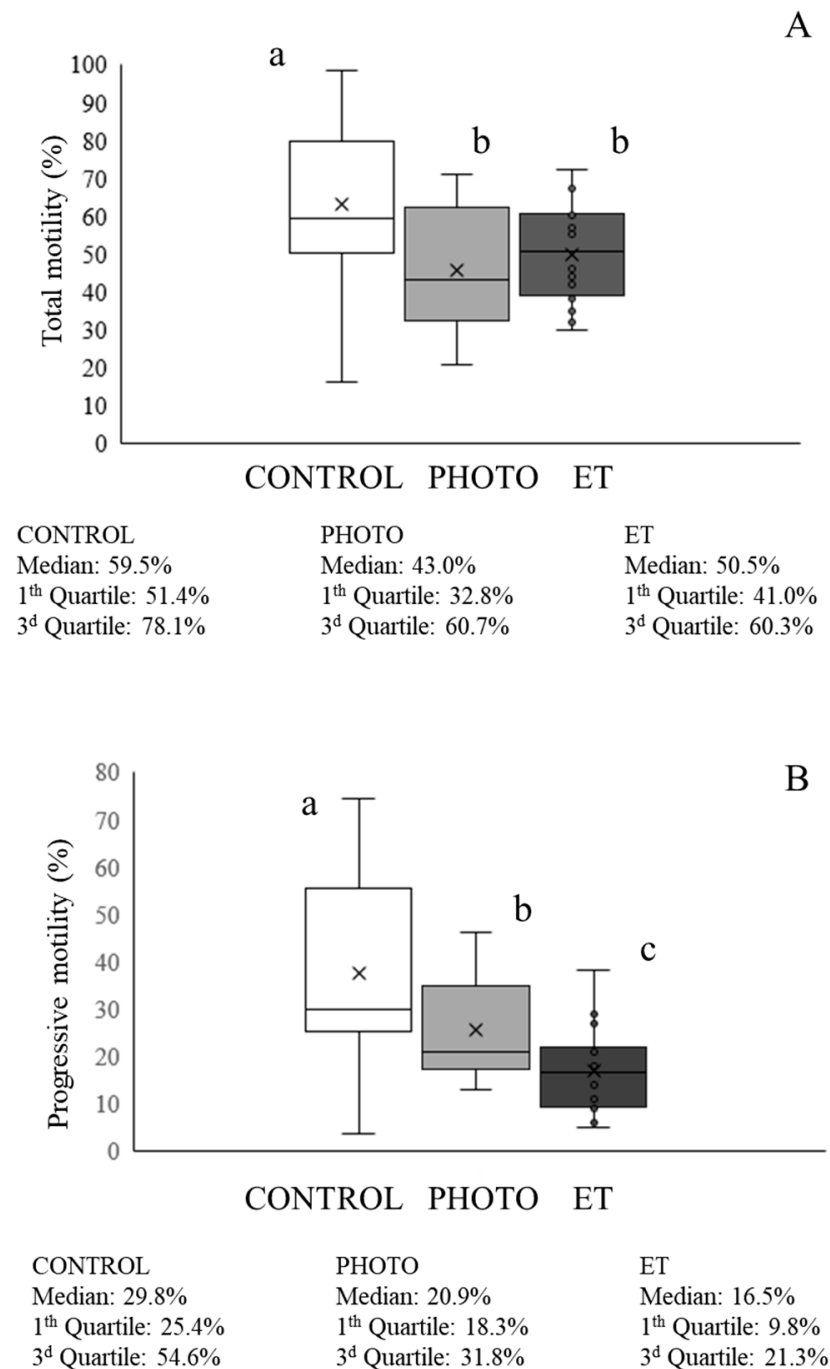 A
a
b
b
100
90
80
70
60
50
40
30
20
10
0
Total motility (%)
CONTROL PHOTO ET
CONTROL PHOTO ET
Median: 59.5% Median: 43.0% Median: 50.5%
1th Quartile: 51.4% 1th Quartile: 32.8% 1th Quartile: 41.0%
3d Quartile: 78.1% 3d Quartile: 60.7% 3d Quartile: 60.3%
B
a
b
c
80
70
60
50
40
30
20
10
0
Progressive motility (%)
CONTROL PHOTO ET
CONTROL PHOTO ET
Median: 29.8% Median: 20.9% Median: 16.5%
1th Quartile: 25.4% 1th Quartile: 18.3% 1th Quartile: 9.8%
3d Quartile: 54.6% 3d Quartile: 31.8% 3d Quartile: 21.3%